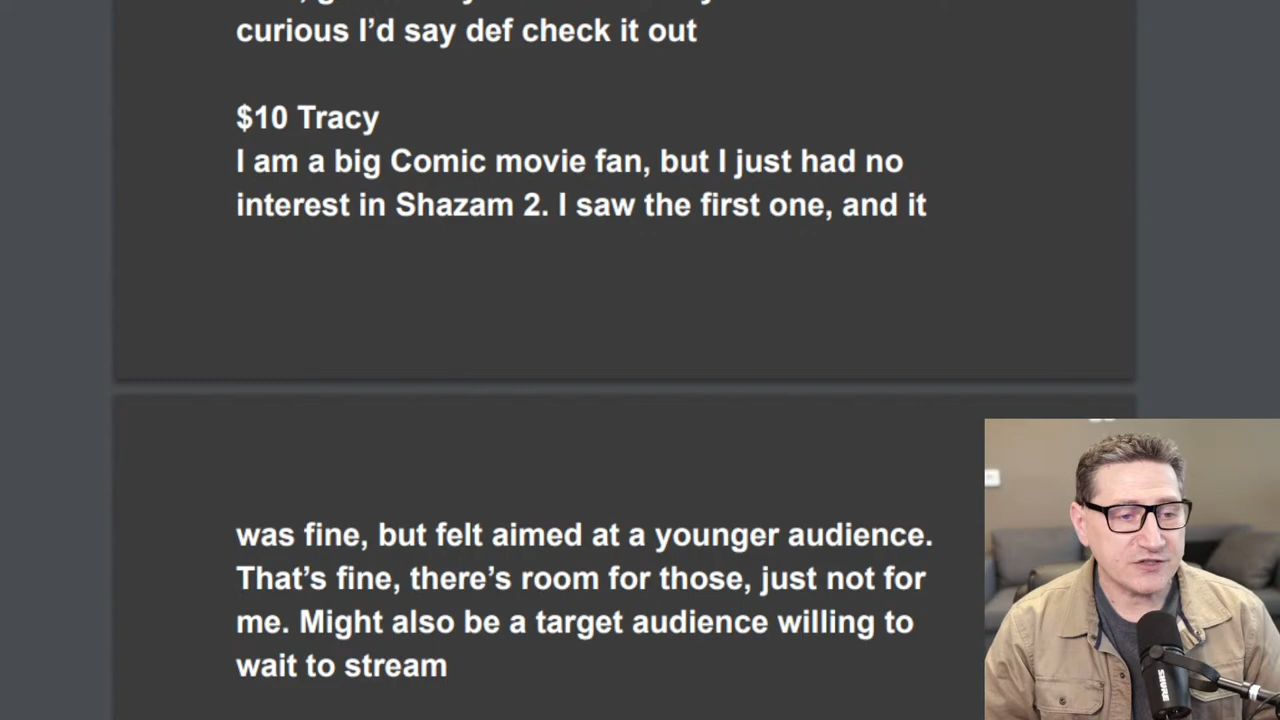 curious I’d say def check it out
$10 Tracy
I am a big Comic movie fan, but I just had no
interest in Shazam 2. I saw the first one, and it
was fine, but felt aimed at a younger audience.
That’s fine, there’s room for those, just not for
me. Might also be a target audience willing to
wait to stream
SHURE